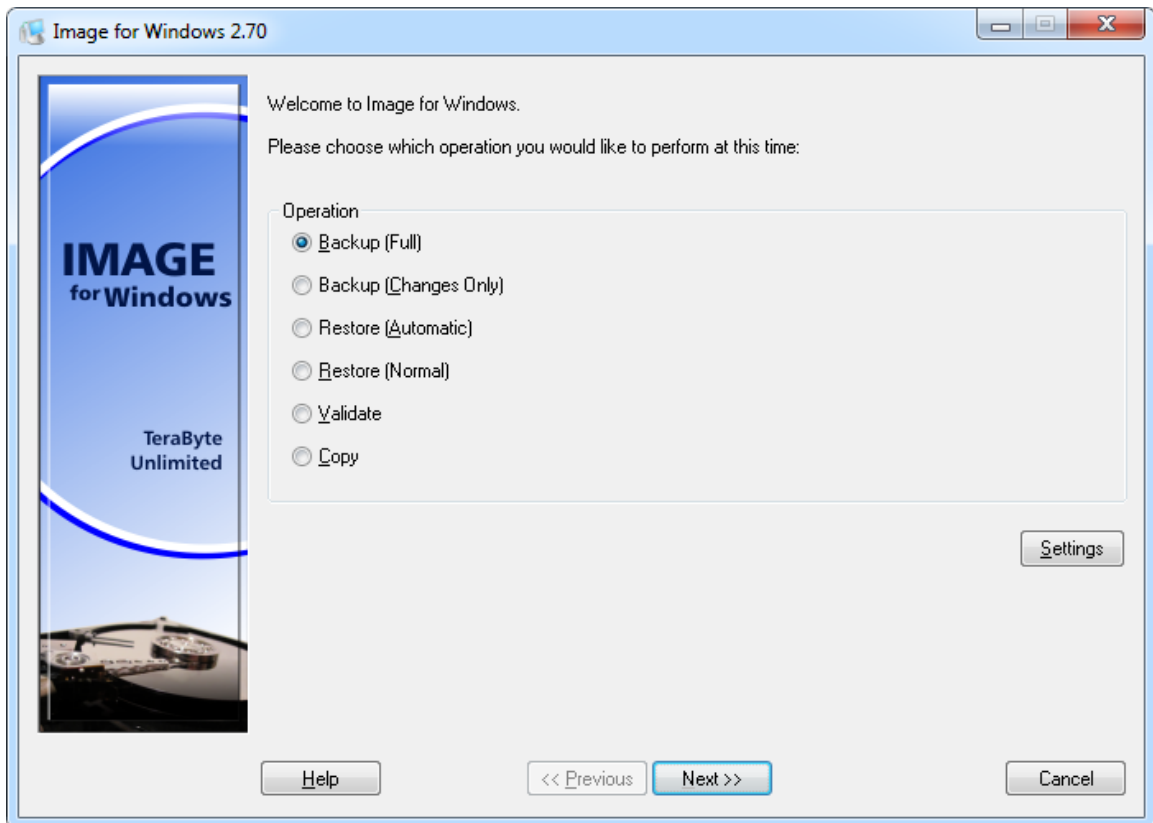 Image for Windows 2.70
IMAGE
for Windows
TeraByte
Unlimited
Welcome to Image for Windows.
Please choose which operation you would like to perform at this time:
Operation
Backup (Full)
Backup (Changes Only)
Restore (Automatic)
Restore (Normal)
Validate
Copy
Settings
Help
<< Previous
Next >>
Cancel